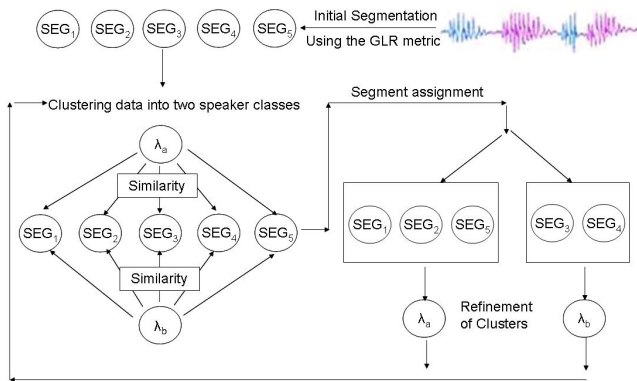 SEG₁ SEG₂ SEG₃ SEG₄ SEG₅
Initial Segmentation
Using the GLR metric
Clustering data into two speaker classes
Segment assignment
λₐ
Similarity
SEG₁ SEG₂ SEG₃ SEG₄ SEG₅
Similarity
λb
SEG₁ SEG₂ SEG₅
SEG₃ SEG₄
λₐ
Refinement
of Clusters
λb